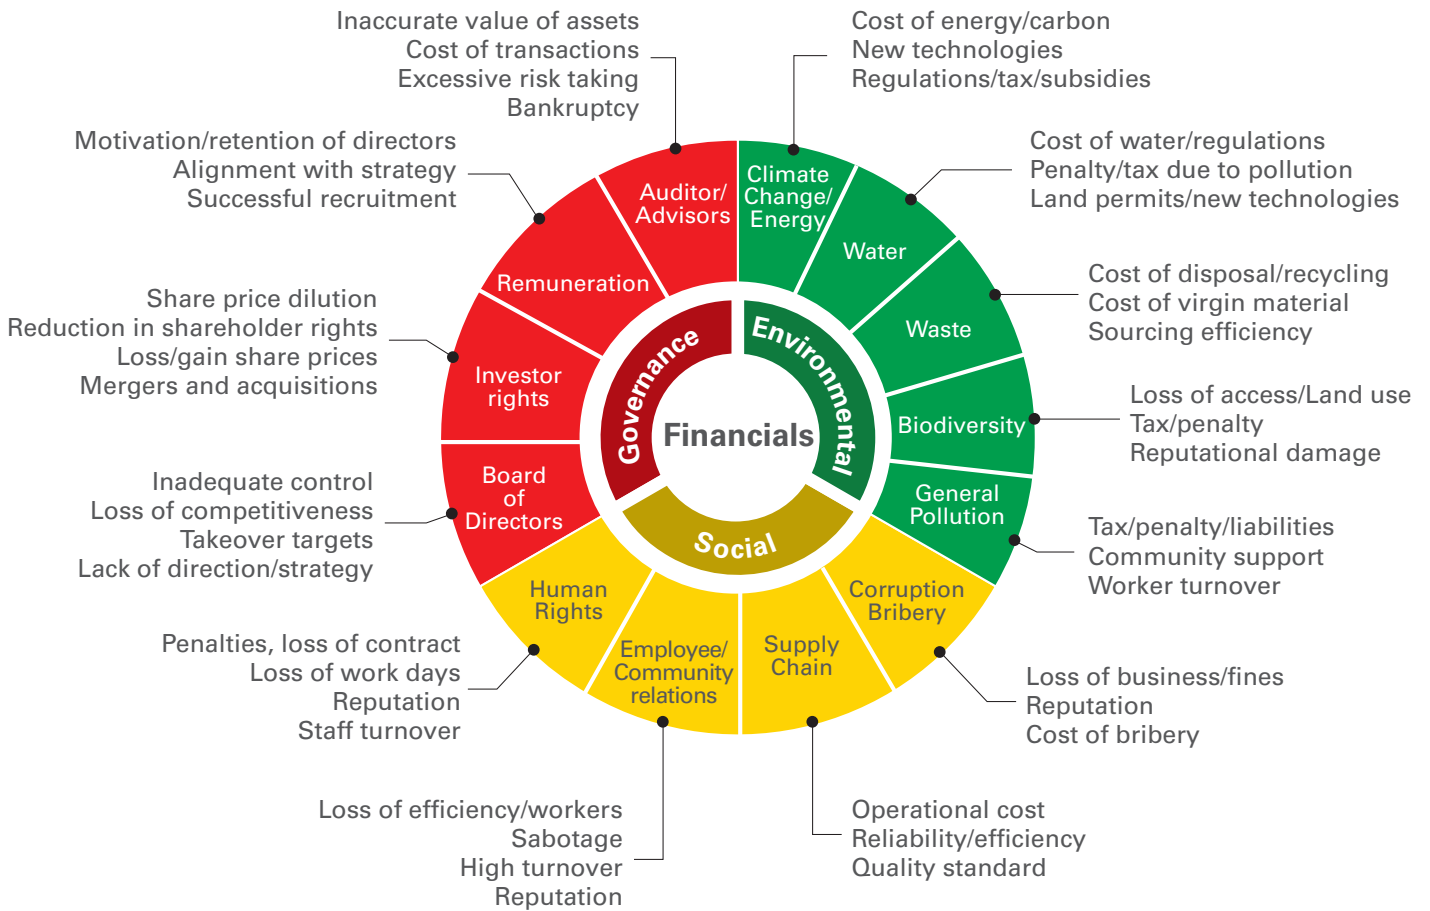 Inaccurate value of assets
Cost of transactions
Excessive risk taking
Bankruptcy
Cost of energy/carbon
New technologies
Regulations/tax/subsidies
Motivation/retention of directors
Alignment with strategy
Successful recruitment
Cost of water/regulations
Penalty/tax due to pollution
Land permits/new technologies
Share price dilution
Reduction in shareholder rights
Loss/gain share prices
Mergers and acquisitions
Cost of disposal/recycling
Cost of virgin material
Sourcing efficiency
Inadequate control
Loss of competitiveness
Takeover targets
Lack of direction/strategy
Loss of access/Land use
Tax/penalty
Reputational damage
Tax/penalty/liabilities
Community support
Worker turnover
Penalties, loss of contract
Loss of work days
Reputation
Staff turnover
Loss of business/fines
Reputation
Cost of bribery
Loss of efficiency/workers
Sabotage
High turnover
Reputation
Operational cost
Reliability/efficiency
Quality standard
Auditor/
Advisors
Climate
Change/
Energy
Remuneration
Water
Investor
rights
Waste
Board
of
Directors
Biodiversity
General
Pollution
Human
Rights
Employee/
Community
relations
Supply
Chain
Corruption
Bribery
Governance
Environmental
Social
Financials